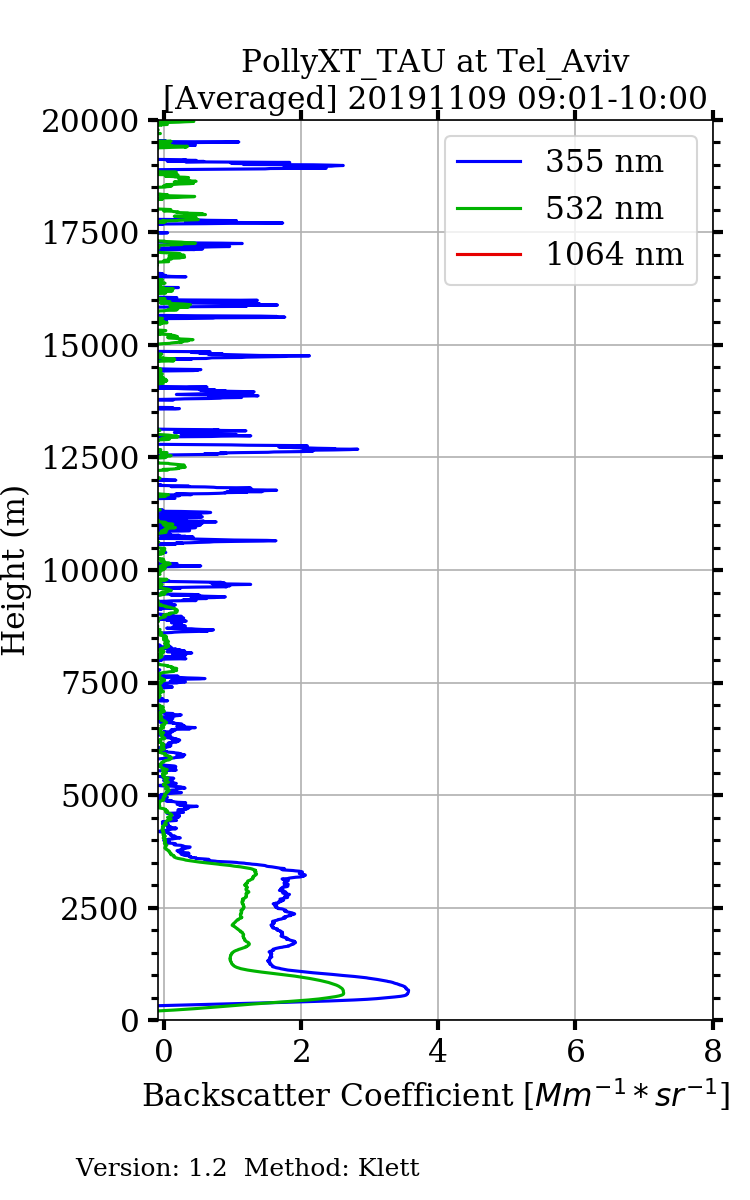 PollyXT_TAU at Tel_Aviv
[Averaged] 20191109 09:01-10:00
355 nm
532 nm
1064 nm
20000
17500
15000
12500
10000
7500
5000
2500
0
Height (m)
0 2 4 6 8
Backscatter Coefficient [Mm⁻¹ * sr⁻¹]
Version: 1.2 Method: Klett